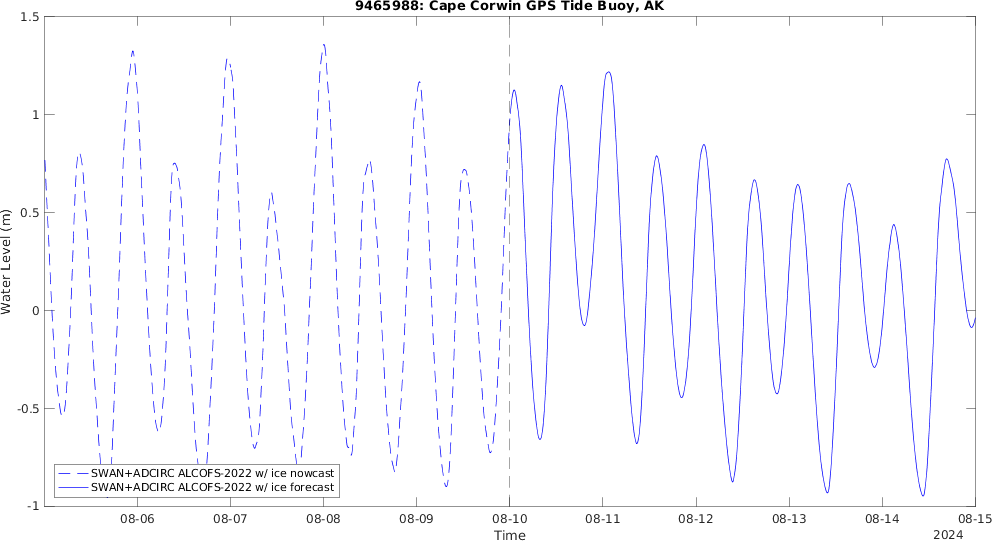 9465988: Cape Corwin GPS Tide Buoy, AK
1.5
1
0.5
0
-0.5
-1
Water Level (m)
SWAN+ADCIRC ALCOFS-2022 w/ ice nowcast
SWAN+ADCIRC ALCOFS-2022 w/ ice forecast
08-06 08-07 08-08 08-09 08-10 08-11 08-12 08-13 08-14 08-15
Time
2024